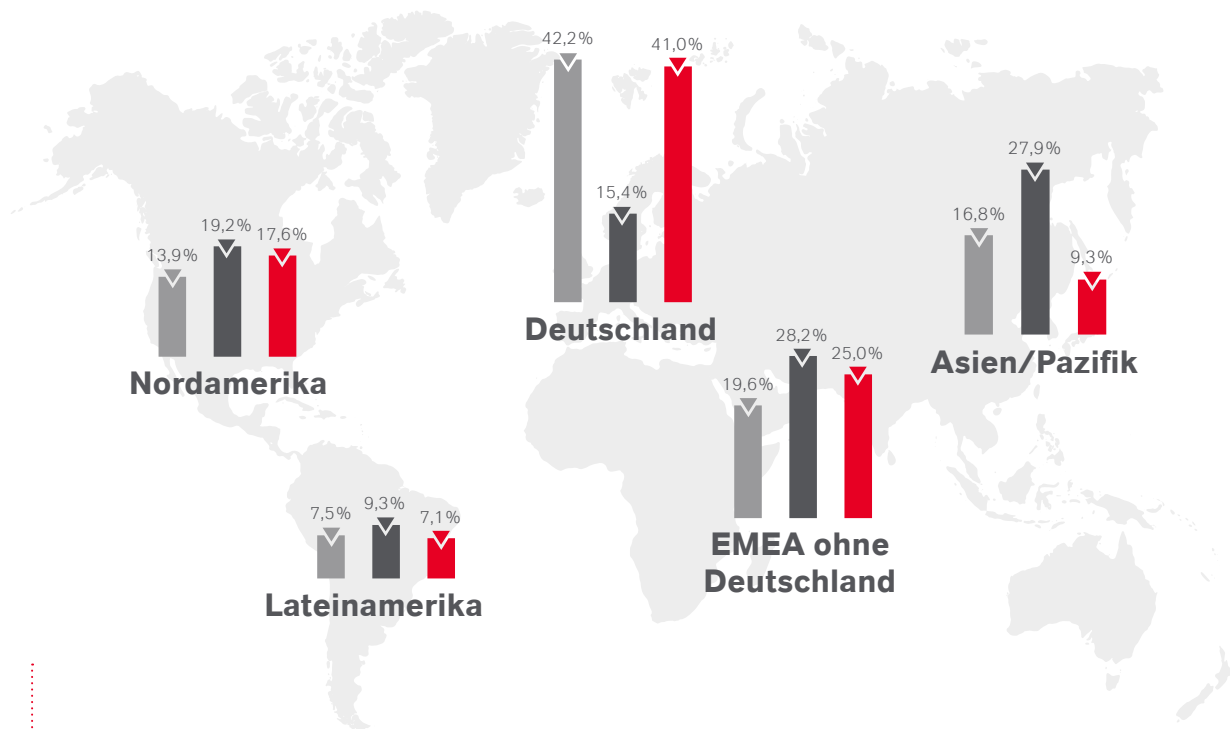 42,2%
15,4%
41,0%
Deutschland
13,9%
19,2%
17,6%
Nordamerika
16,8%
27,9%
9,3%
Asien/Pazifik
19,6%
28,2%
25,0%
EMEA ohne
Deutschland
7,5%
9,3%
7,1%
Lateinamerika